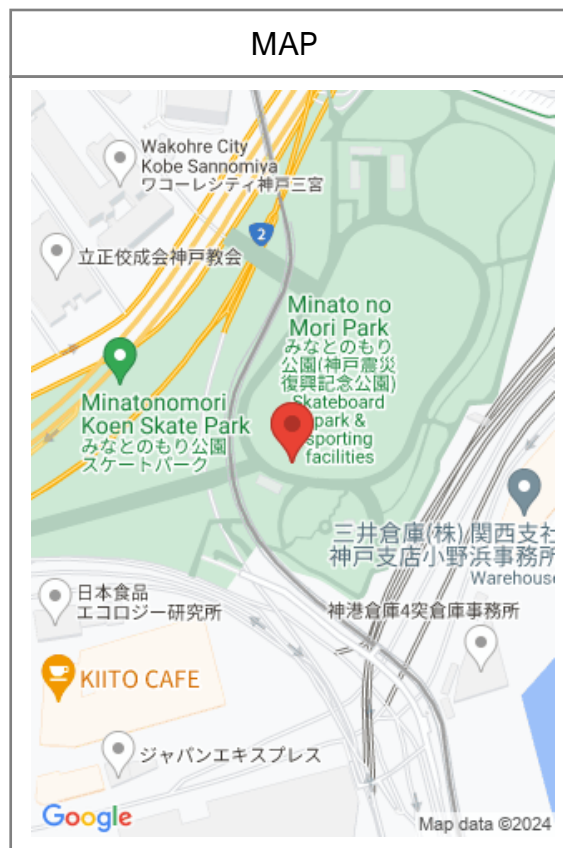 MAP
Wakohre City
Kobe Sannomiya
ワコーレシティ神戸三宮
2
立正佼成会神戸教会
Minato no
Mori Park
みなとのもり
公園(神戸震災
復興記念公園)
Skateboard
park &
sporting
facilities
Minatonomori
Koen Skate Park
みなとのもり公園
スケートパーク
三井倉庫(株) 関西支社
神戸支店小野浜事務所
Warehouse
日本食品
エコロジー研究所
神港倉庫4突倉庫事務所
KIITO CAFE
ジャパンエキスプレス
Google
Map data ©2024